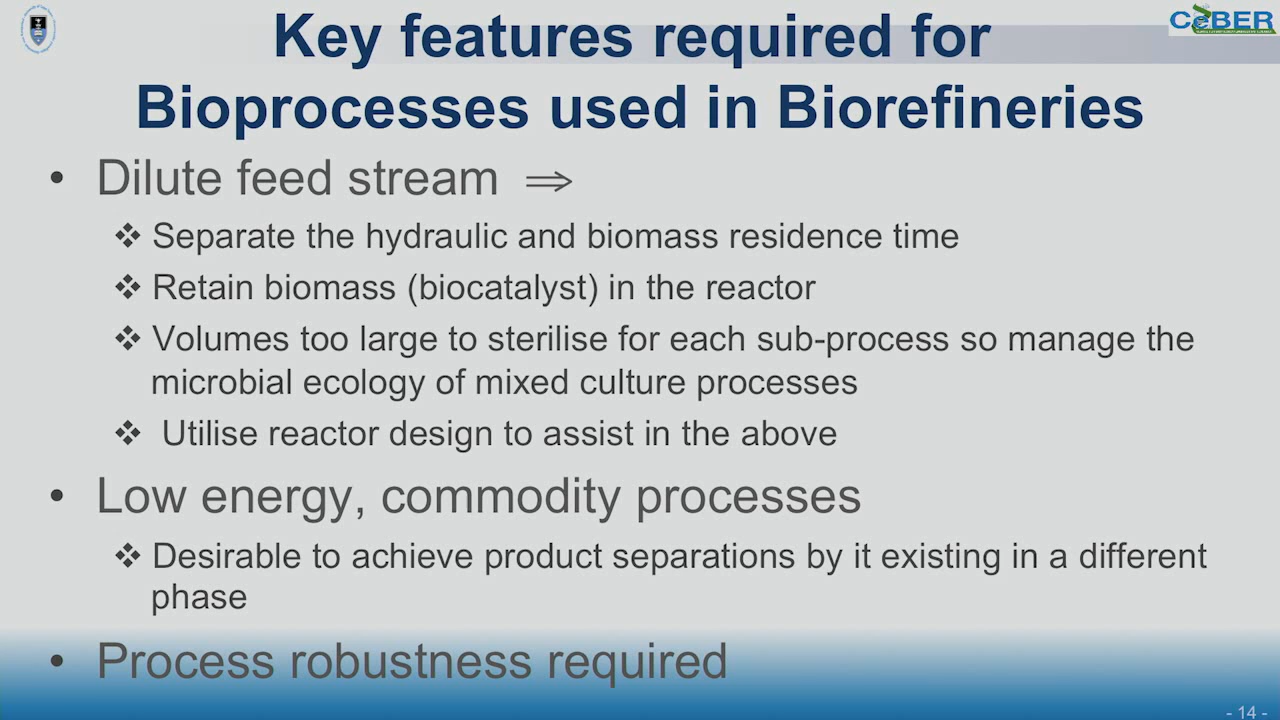 Key features required for
Bioprocesses used in Biorefineries
CeBER
• Dilute feed stream ⇒
❖ Separate the hydraulic and biomass residence time
❖ Retain biomass (biocatalyst) in the reactor
❖ Volumes too large to sterilise for each sub-process so manage the
microbial ecology of mixed culture processes
❖ Utilise reactor design to assist in the above
• Low energy, commodity processes
❖ Desirable to achieve product separations by it existing in a different
phase
• Process robustness required
- 14 -